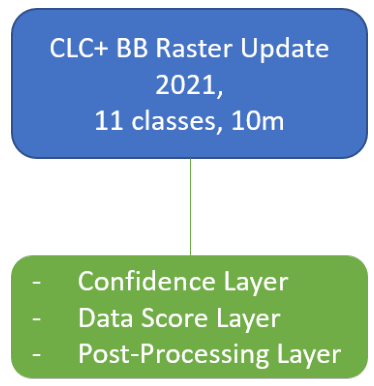 CLC+ BB Raster Update
2021,
11 classes, 10m
- Confidence Layer
- Data Score Layer
- Post-Processing Layer